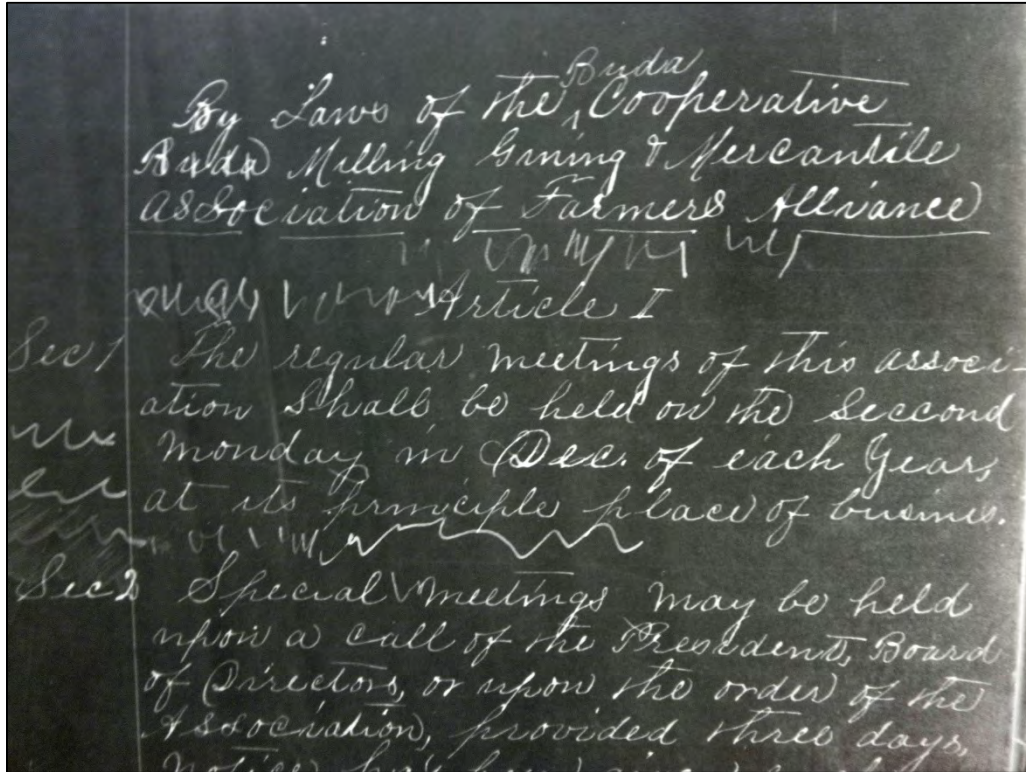 Buda
By Laws of the ^ Cooperative
Buda Milling Gining & Mercantile
association of Farmers Alliance
Article I
Sec 1 The regular meetings of this associ-
ation Shall be held on the Seccond
Monday in Dec. of each Year,
at its principle place of busines.
Sec 2 Special Meetings may be held
upon a call of the President, Board
of Directors, or upon the order of the
Association, provided three days,
notice